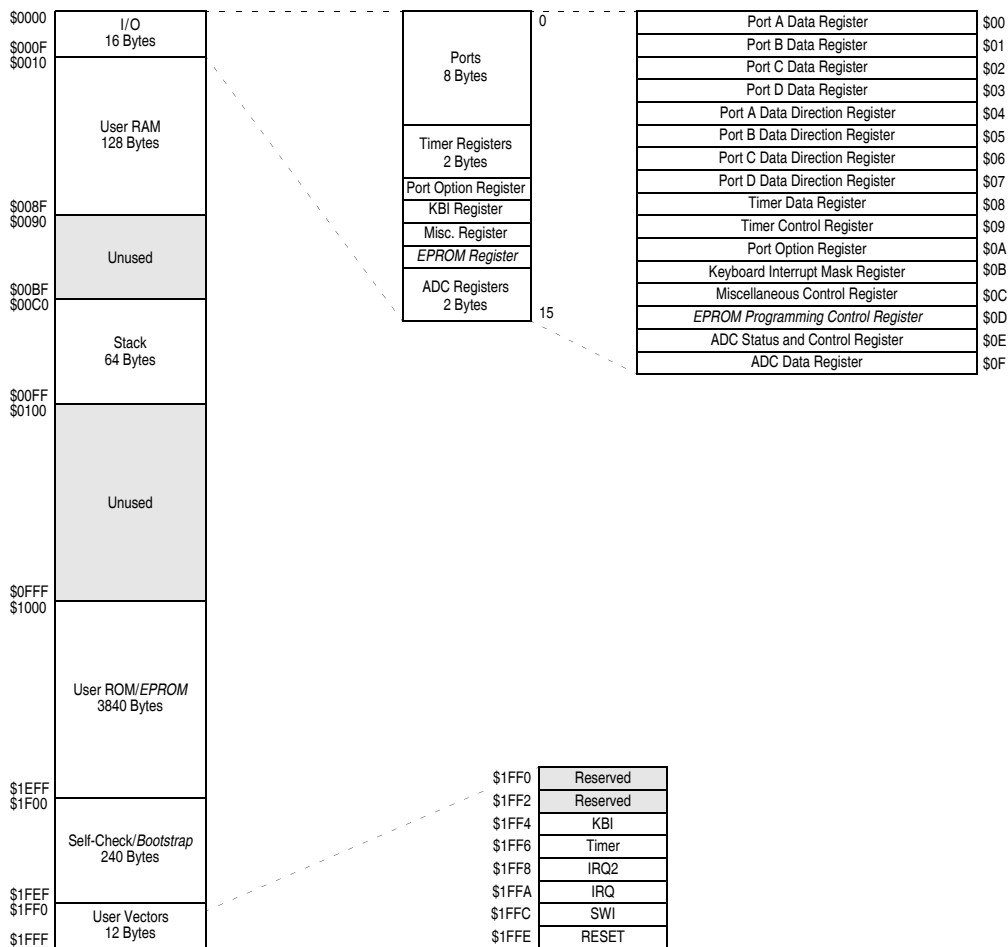 $0000
I/O
16 Bytes
$000F
$0010
User RAM
128 Bytes
$008F
$0090
Unused
$00BF
$00C0
Stack
64 Bytes
$00FF
$0100
Unused
$0FFF
$1000
User ROM/EPROM
3840 Bytes
$1EFF
$1F00
Self-Check/Bootstrap
240 Bytes
$1FEF
$1FF0
User Vectors
12 Bytes
$1FFF
0
Ports
8 Bytes
Timer Registers
2 Bytes
Port Option Register
KBI Register
Misc. Register
EPROM Register
ADC Registers
2 Bytes
15
Port A Data Register $00
Port B Data Register $01
Port C Data Register $02
Port D Data Register $03
Port A Data Direction Register $04
Port B Data Direction Register $05
Port C Data Direction Register $06
Port D Data Direction Register $07
Timer Data Register $08
Timer Control Register $09
Port Option Register $0A
Keyboard Interrupt Mask Register $0B
Miscellaneous Control Register $0C
EPROM Programming Control Register $0D
ADC Status and Control Register $0E
ADC Data Register $0F
$1FF0 Reserved
$1FF2 Reserved
$1FF4 KBI
$1FF6 Timer
$1FF8 IRQ2
$1FFA IRQ
$1FFC SWI
$1FFE RESET